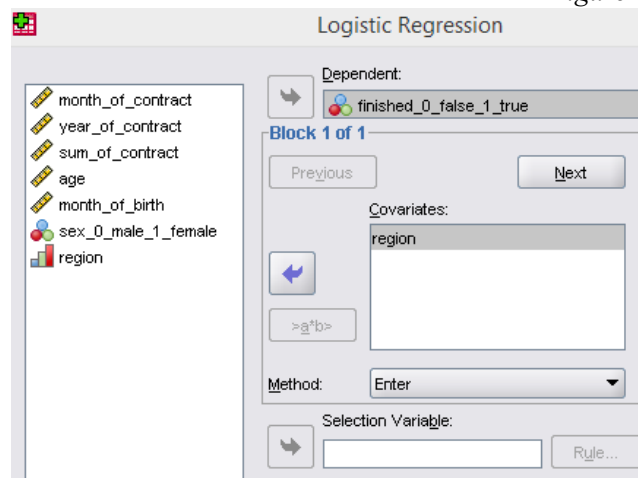 Logistic Regression
month_of_contract
year_of_contract
sum_of_contract
age
month_of_birth
sex_0_male_1_female
region
Dependent:
finished_0_false_1_true
Block 1 of 1
Previous
Next
Covariates:
region
>a*b>
Method:
Enter
Selection Variable:
Rule...